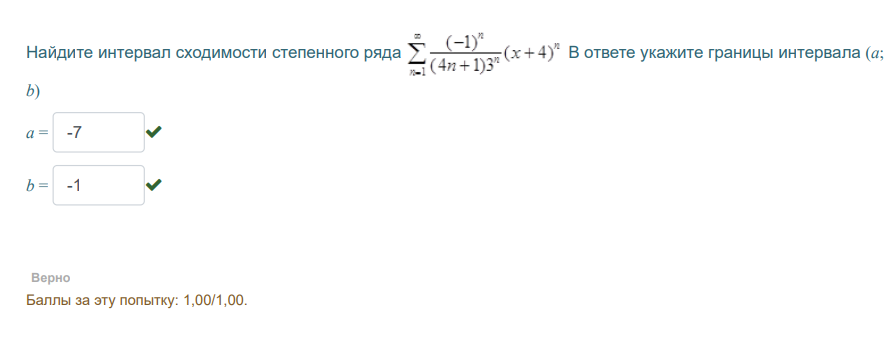 Найдите интервал сходимости степенного ряда $\sum_{n=1}^{\infty} \frac{(-1)^n}{(4n+1)3^n}(x+4)^n$ В ответе укажите границы интервала (a;
b)
a = -7
b = -1
Верно
Баллы за эту попытку: 1,00/1,00.